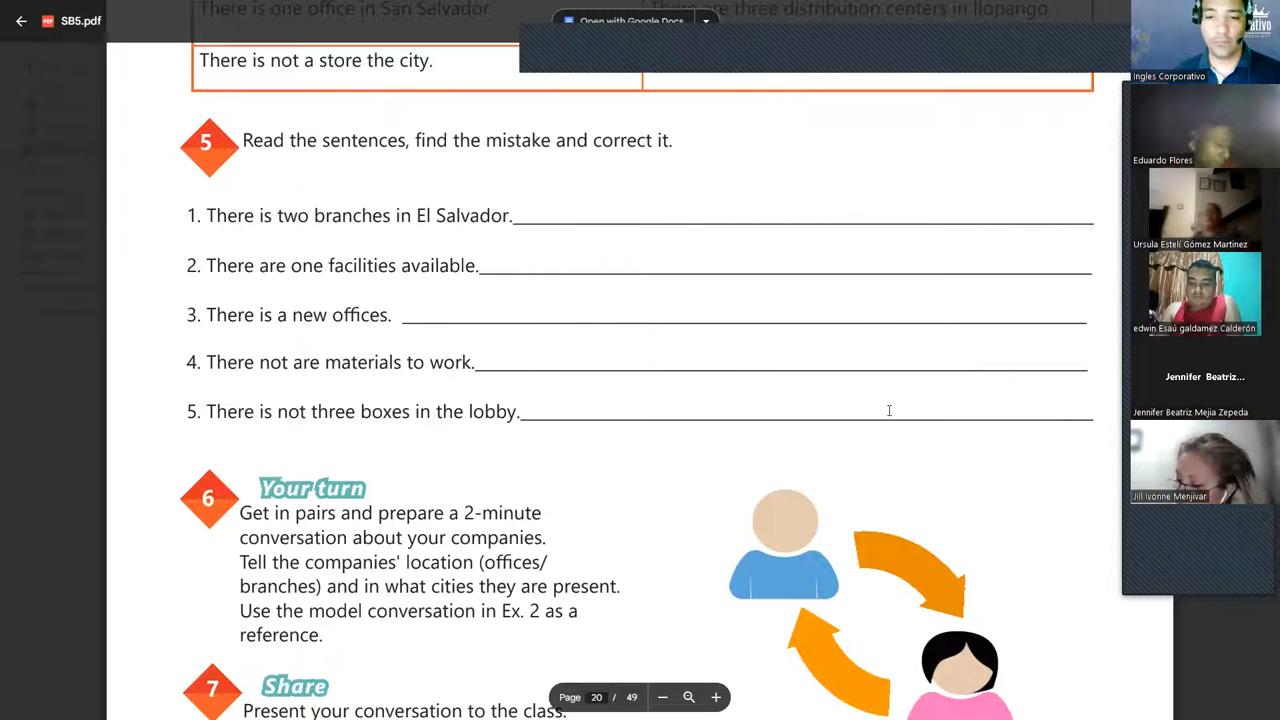 SB5.pdf
Open with Google Docs
There is one office in San Salvador
There are three distribution centers in Ilopango
There is not a store the city.
5 Read the sentences, find the mistake and correct it.
1. There is two branches in El Salvador.
2. There are one facilities available.
3. There is a new offices.
4. There not are materials to work.
5. There is not three boxes in the lobby.
6 Your turn
Get in pairs and prepare a 2-minute
conversation about your companies.
Tell the companies' location (offices/
branches) and in what cities they are present.
Use the model conversation in Ex. 2 as a
reference.
7 Share
Present your conversation to the class.
Page 20 / 49
Ingles Corporativo
Eduardo Flores
Ursula Estelí Gómez Martinez
edwin Esaú galdamez Calderón
Jennifer Beatriz...
Jennifer Beatriz Mejia Zepeda
Jill Ivonne Menjivar